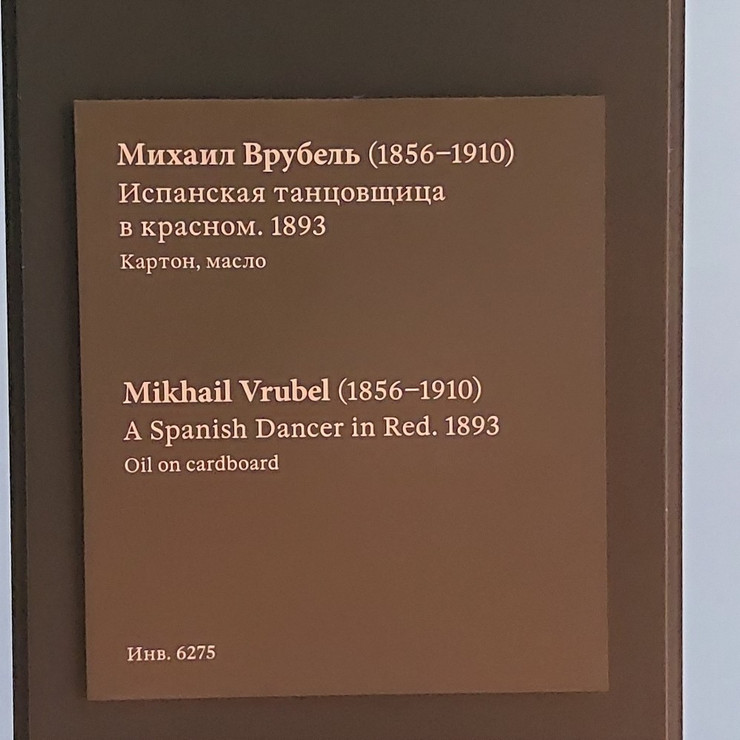 Михаил Врубель (1856–1910)
Испанская танцовщица
в красном. 1893
Картон, масло
Mikhail Vrubel (1856–1910)
A Spanish Dancer in Red. 1893
Oil on cardboard
Инв. 6275